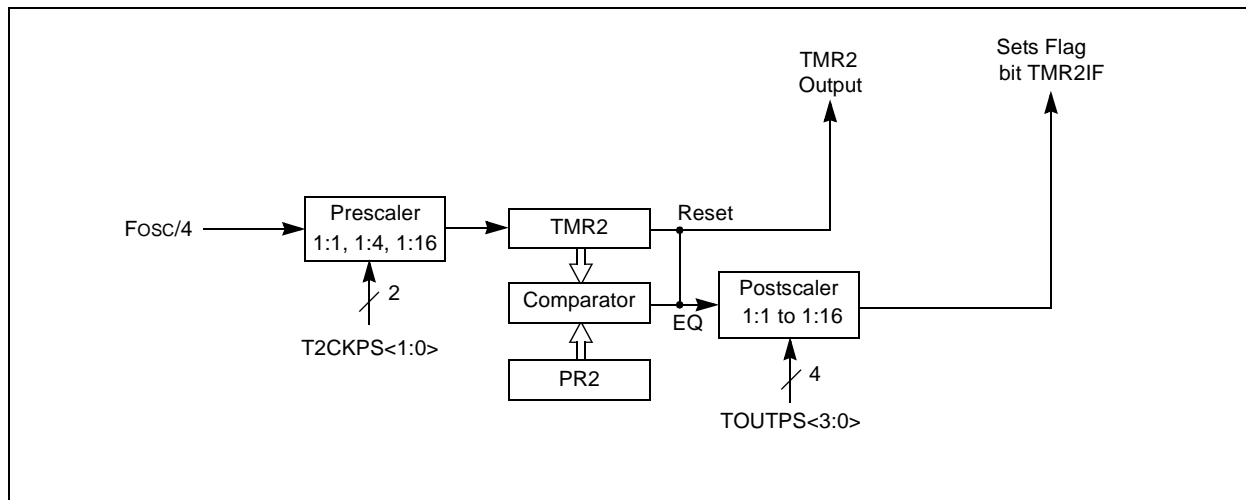 TMR2
Output
Sets Flag
bit TMR2IF
Fosc/4
Prescaler
1:1, 1:4, 1:16
TMR2
Reset
2
Comparator
EQ
Postscaler
1:1 to 1:16
T2CKPS<1:0>
PR2
4
TOUTPS<3:0>